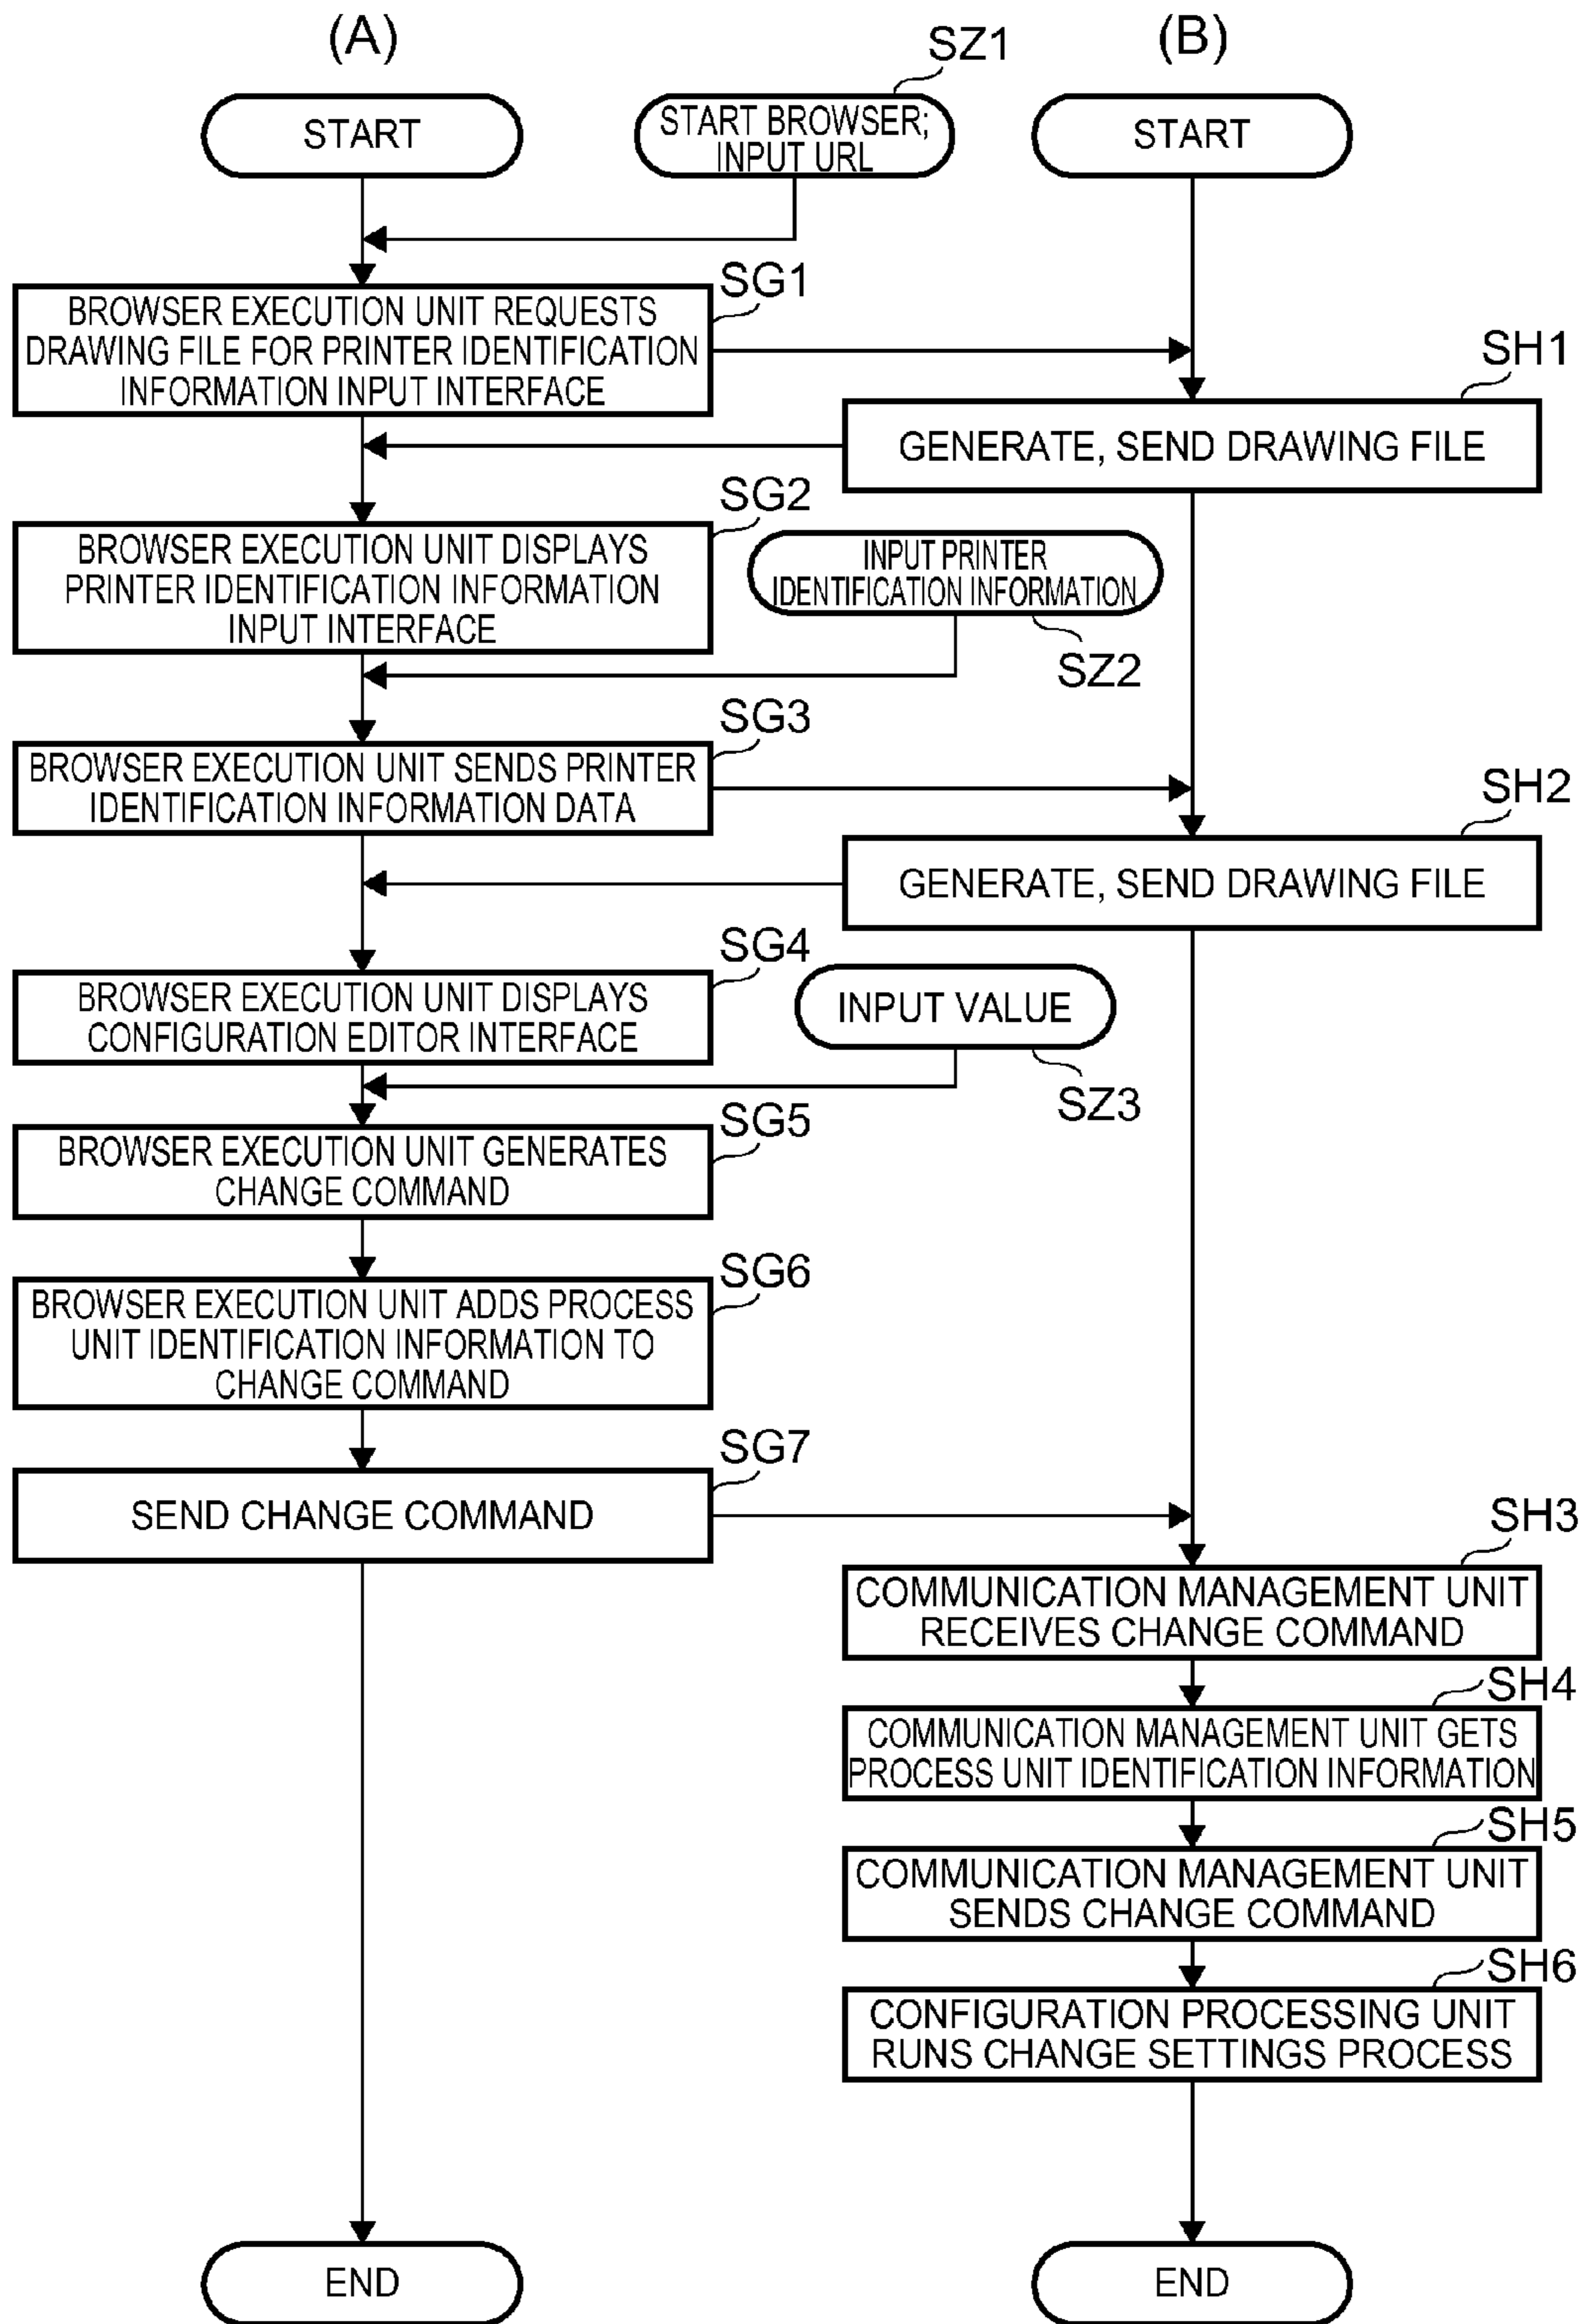 (A)
(B)
SZ1
START
START BROWSER;
INPUT URL
START
SG1
BROWSER EXECUTION UNIT REQUESTS
DRAWING FILE FOR PRINTER IDENTIFICATION
INFORMATION INPUT INTERFACE
SH1
GENERATE, SEND DRAWING FILE
SG2
BROWSER EXECUTION UNIT DISPLAYS
PRINTER IDENTIFICATION INFORMATION
INPUT INTERFACE
INPUT PRINTER
IDENTIFICATION INFORMATION
SZ2
SG3
BROWSER EXECUTION UNIT SENDS PRINTER
IDENTIFICATION INFORMATION DATA
SH2
GENERATE, SEND DRAWING FILE
SG4
BROWSER EXECUTION UNIT DISPLAYS
CONFIGURATION EDITOR INTERFACE
INPUT VALUE
SZ3
SG5
BROWSER EXECUTION UNIT GENERATES
CHANGE COMMAND
SG6
BROWSER EXECUTION UNIT ADDS PROCESS
UNIT IDENTIFICATION INFORMATION TO
CHANGE COMMAND
SG7
SEND CHANGE COMMAND
SH3
COMMUNICATION MANAGEMENT UNIT
RECEIVES CHANGE COMMAND
SH4
COMMUNICATION MANAGEMENT UNIT GETS
PROCESS UNIT IDENTIFICATION INFORMATION
SH5
COMMUNICATION MANAGEMENT UNIT
SENDS CHANGE COMMAND
SH6
CONFIGURATION PROCESSING UNIT
RUNS CHANGE SETTINGS PROCESS
END
END